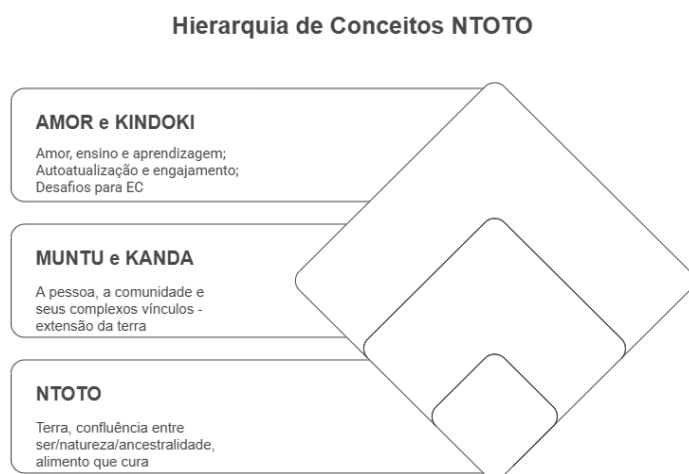 Hierarquia de Conceitos NTOTO
AMOR e KINDOKI
Amor, ensino e aprendizagem;
Autoatualização e engajamento;
Desafios para EC
MUNTU e KANDA
A pessoa, a comunidade e
seus complexos vínculos -
extensão da terra
NTOTO
Terra, confluência entre
ser/natureza/ancestralidade,
alimento que cura